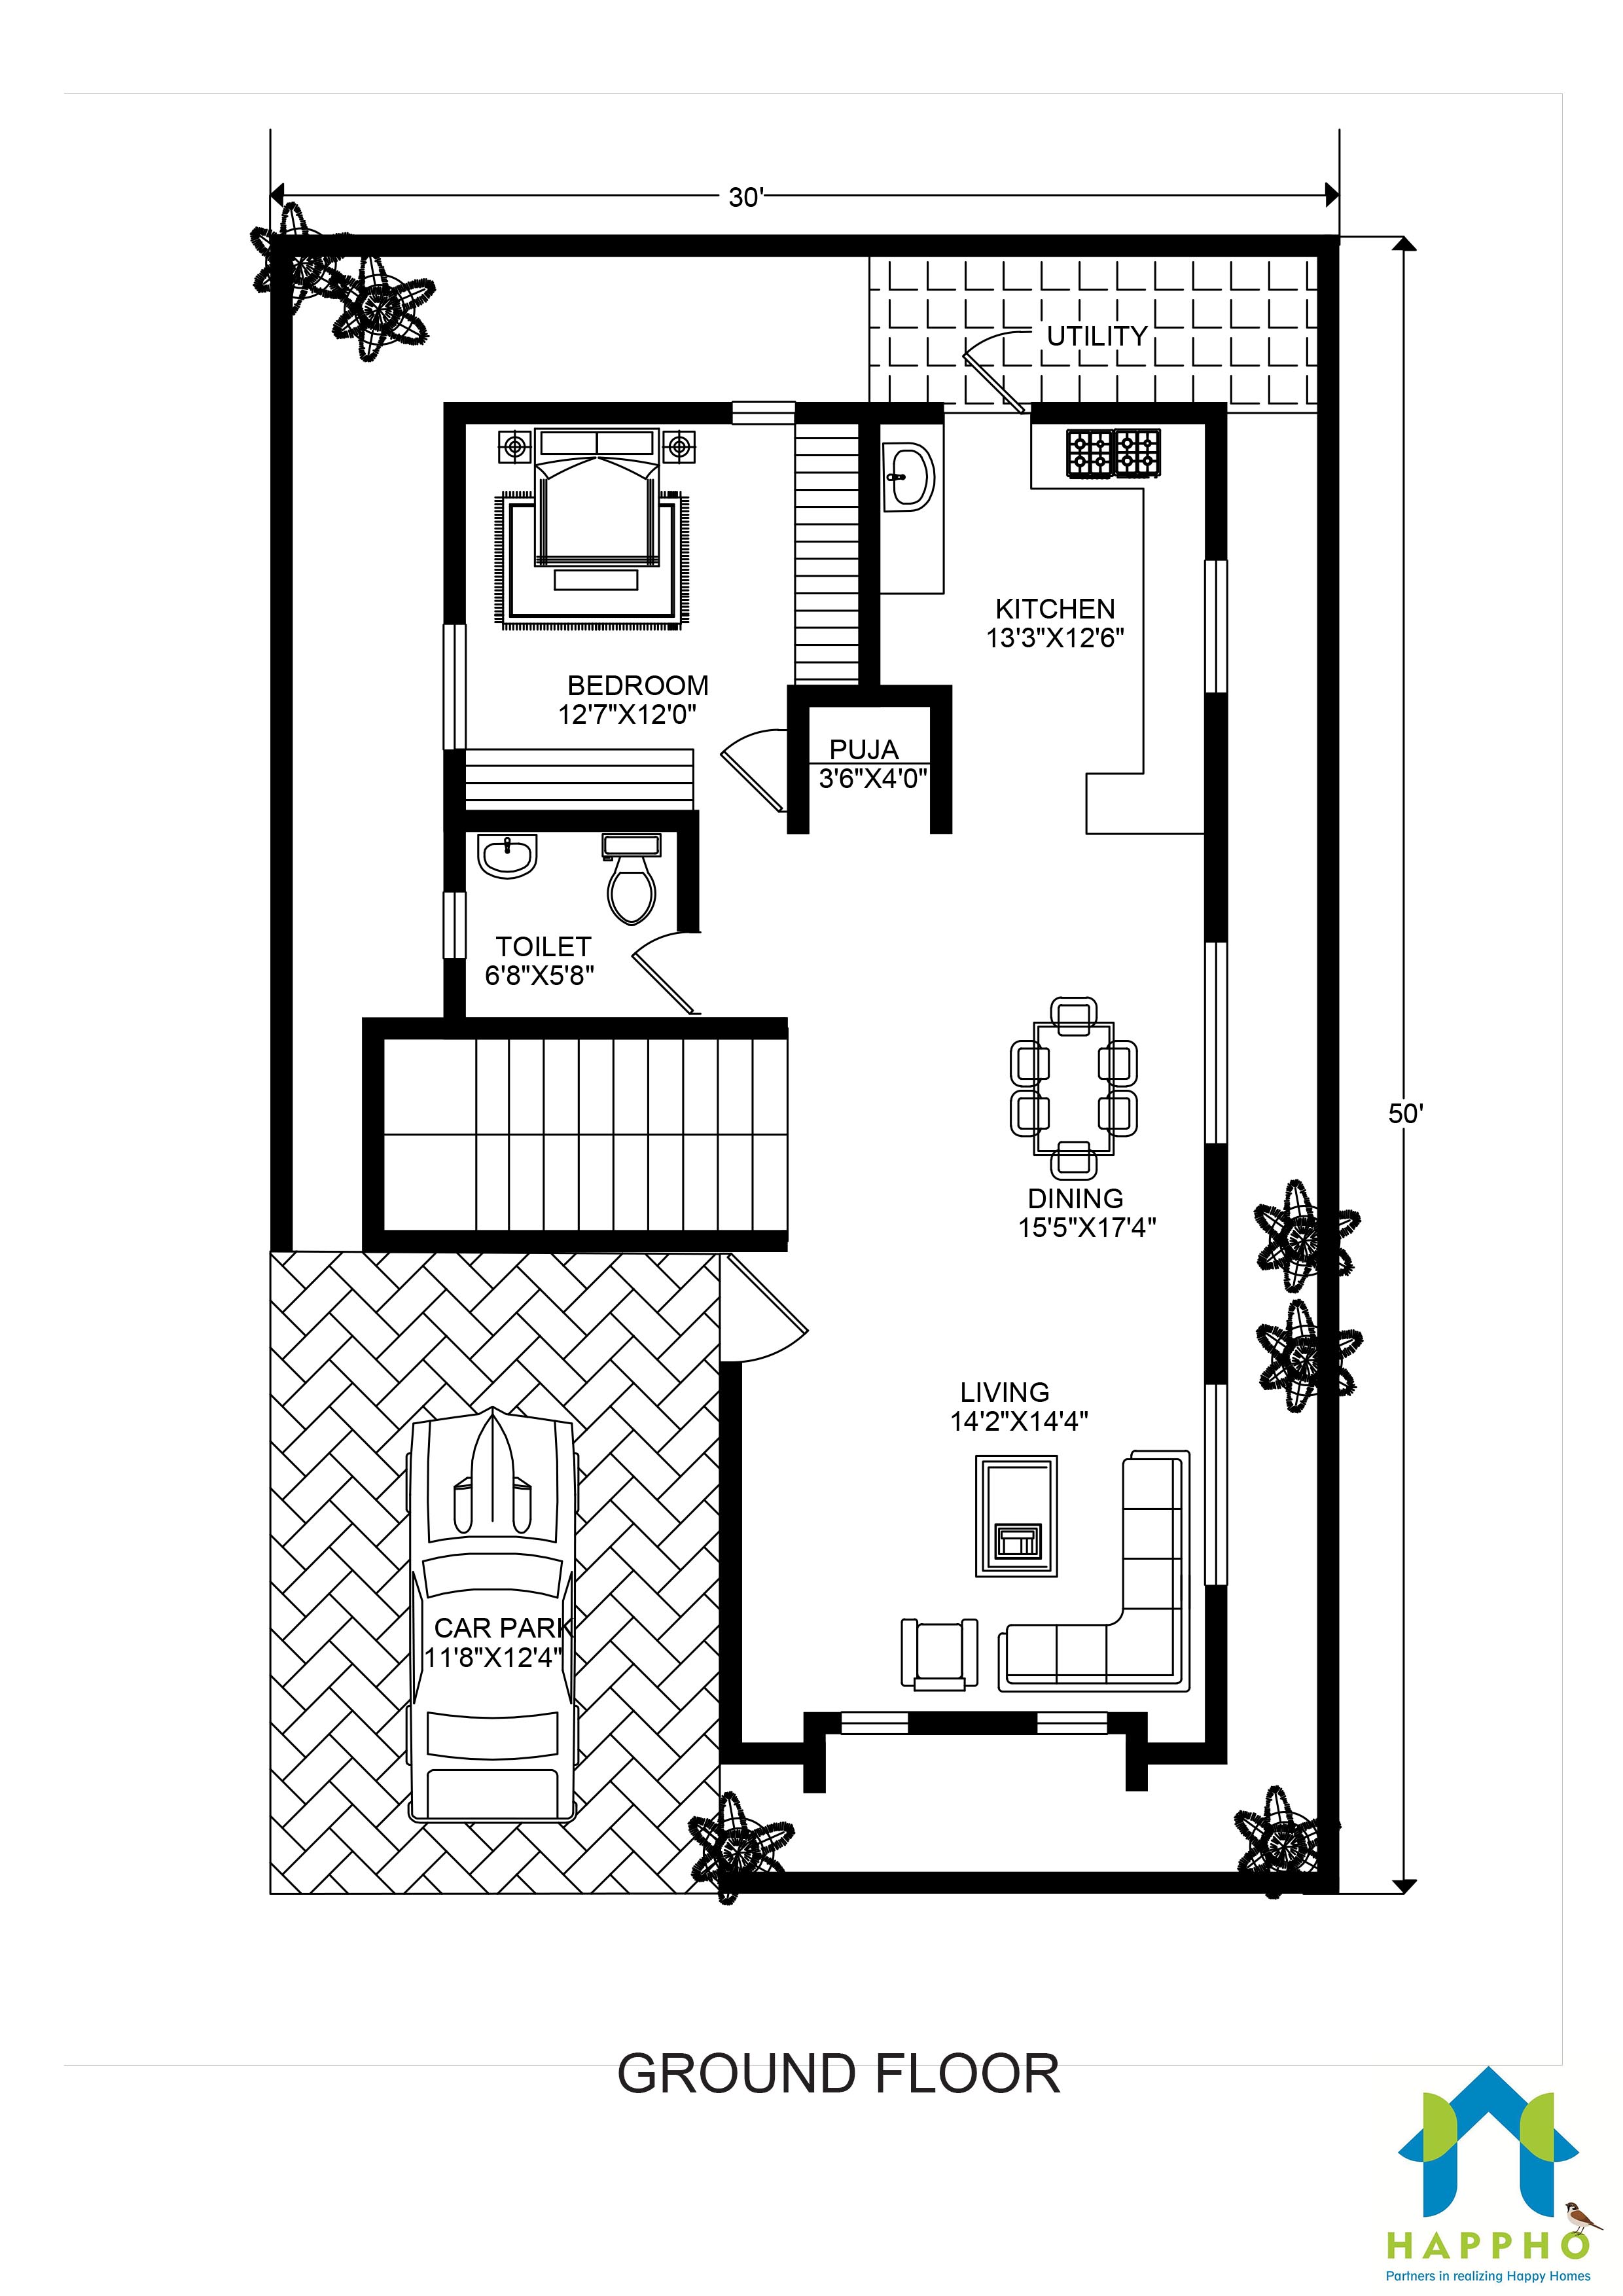 30'
UTILITY
KITCHEN
13'3"X12'6"
BEDROOM
12'7"X12'0"
PUJA
3'6"X4'0"
TOILET
6'8"X5'8"
50'
DINING
15'5"X17'4"
LIVING
14'2"X14'4"
CAR PARK
11'8"X12'4"
GROUND FLOOR
HAPPHO
Partners in realizing Happy Homes